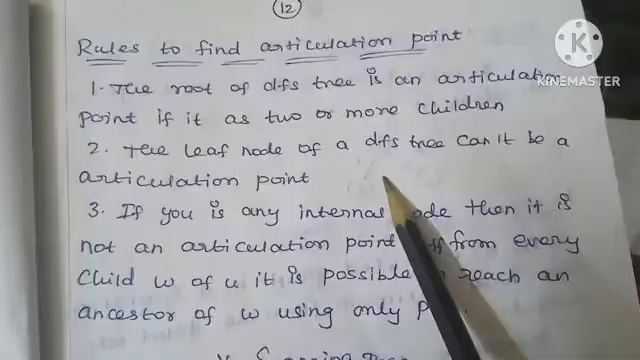 12
Rules to find articulation point
K
KINEMASTER
1. The root of dfs tree is an articulation
point if it as two or more children
2. The leaf node of a dfs tree can't be a
articulation point
3. If you is any internal node then it is
not an articulation point iff from every
child w of u it is possible to reach an
ancestor of w using only